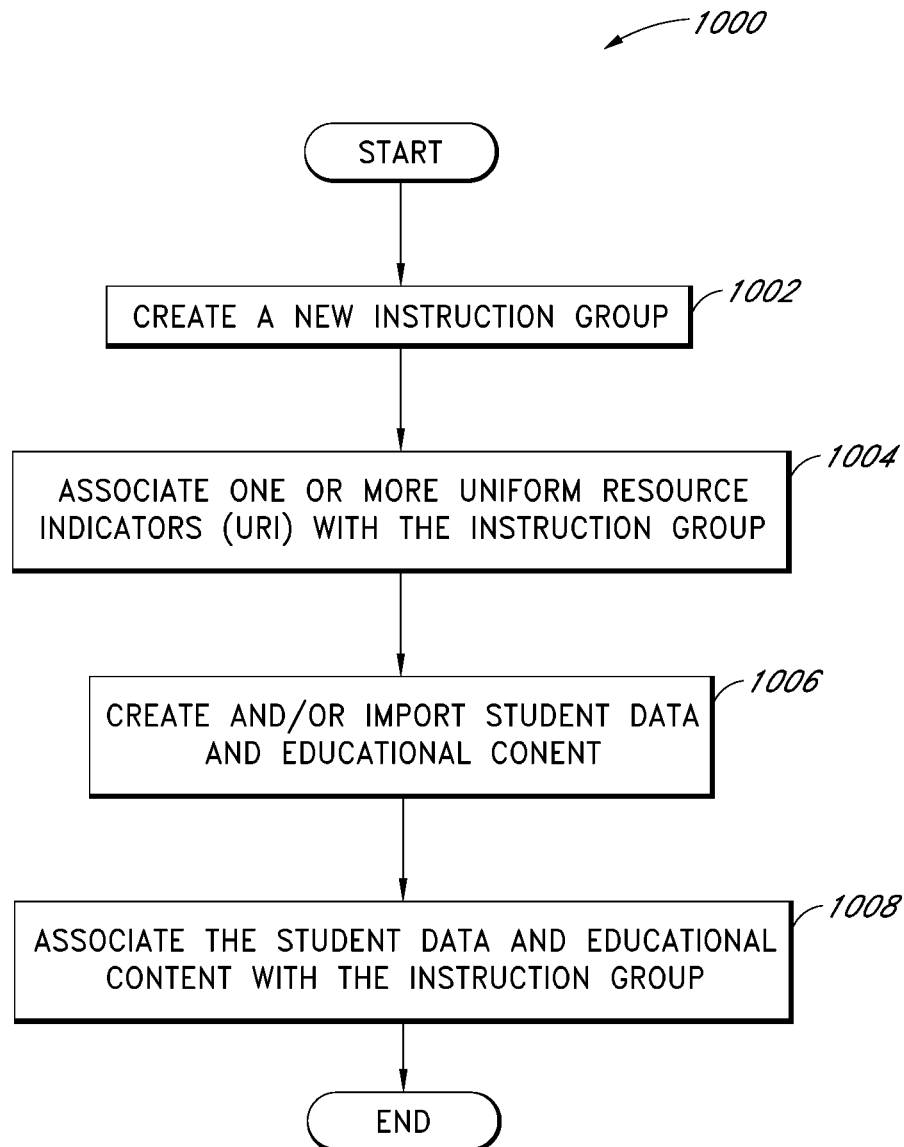 1000
START
CREATE A NEW INSTRUCTION GROUP
1002
ASSOCIATE ONE OR MORE UNIFORM RESOURCE
INDICATORS (URI) WITH THE INSTRUCTION GROUP
1004
CREATE AND/OR IMPORT STUDENT DATA
AND EDUCATIONAL CONENT
1006
ASSOCIATE THE STUDENT DATA AND EDUCATIONAL
CONTENT WITH THE INSTRUCTION GROUP
1008
END